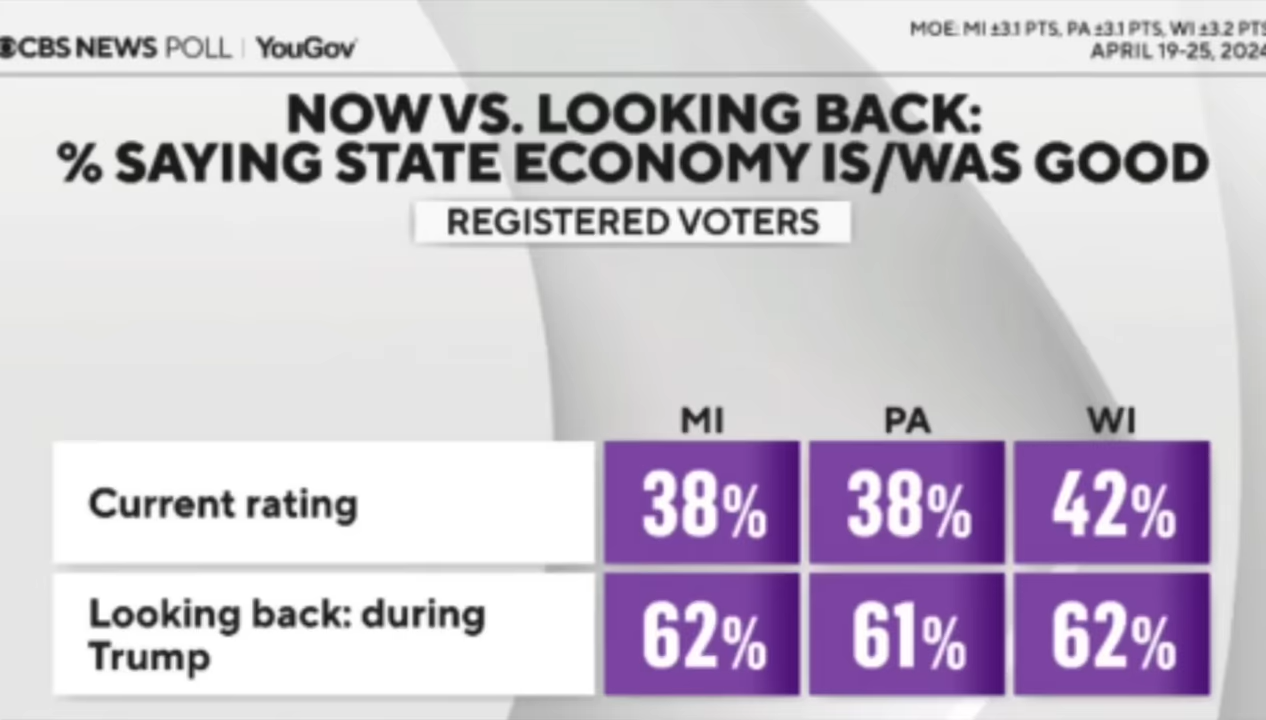 CBS NEWS POLL | YouGov
MOE: MI ±3.1 PTS, PA ±3.1 PTS, WI ±3.2 PTS
APRIL 19-25, 2024
NOW VS. LOOKING BACK:
% SAYING STATE ECONOMY IS/WAS GOOD
REGISTERED VOTERS
MI PA WI
Current rating 38% 38% 42%
Looking back: during
Trump 62% 61% 62%